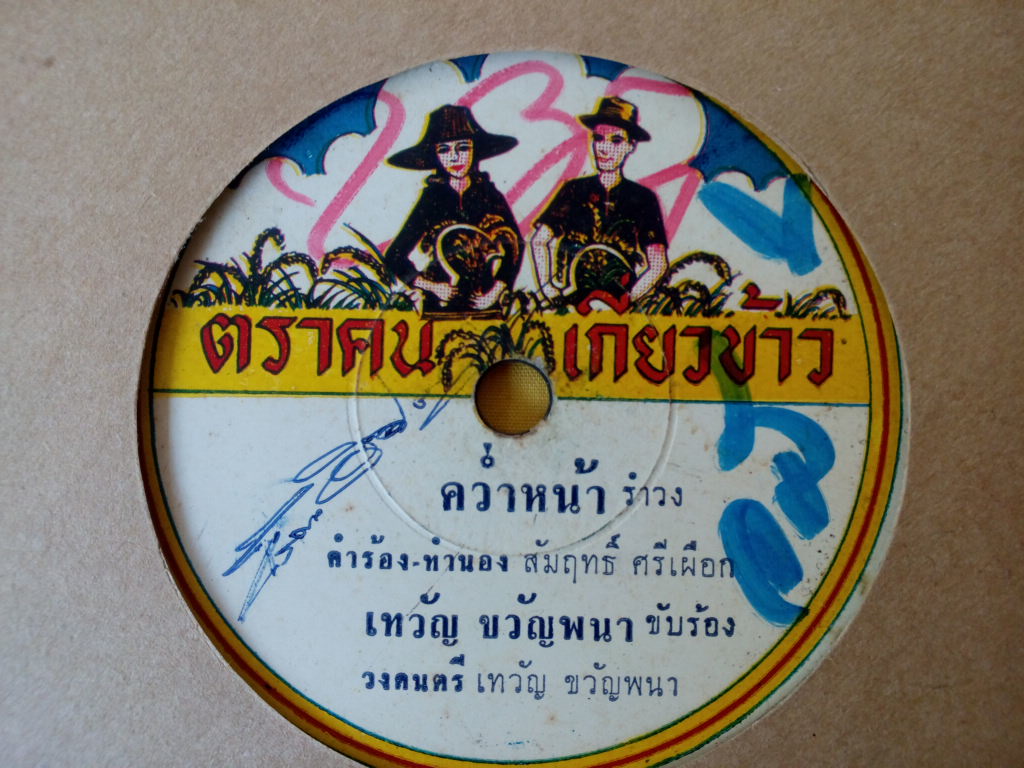 ตราคนเกี่ยวข้าว
คว่ำหน้า รำวง
คำร้อง-ทำนอง สัมฤทธิ์ ศรีเผือก
เทวัญ ขวัญพนา ขับร้อง
วงดนตรี เทวัญ ขวัญพนา